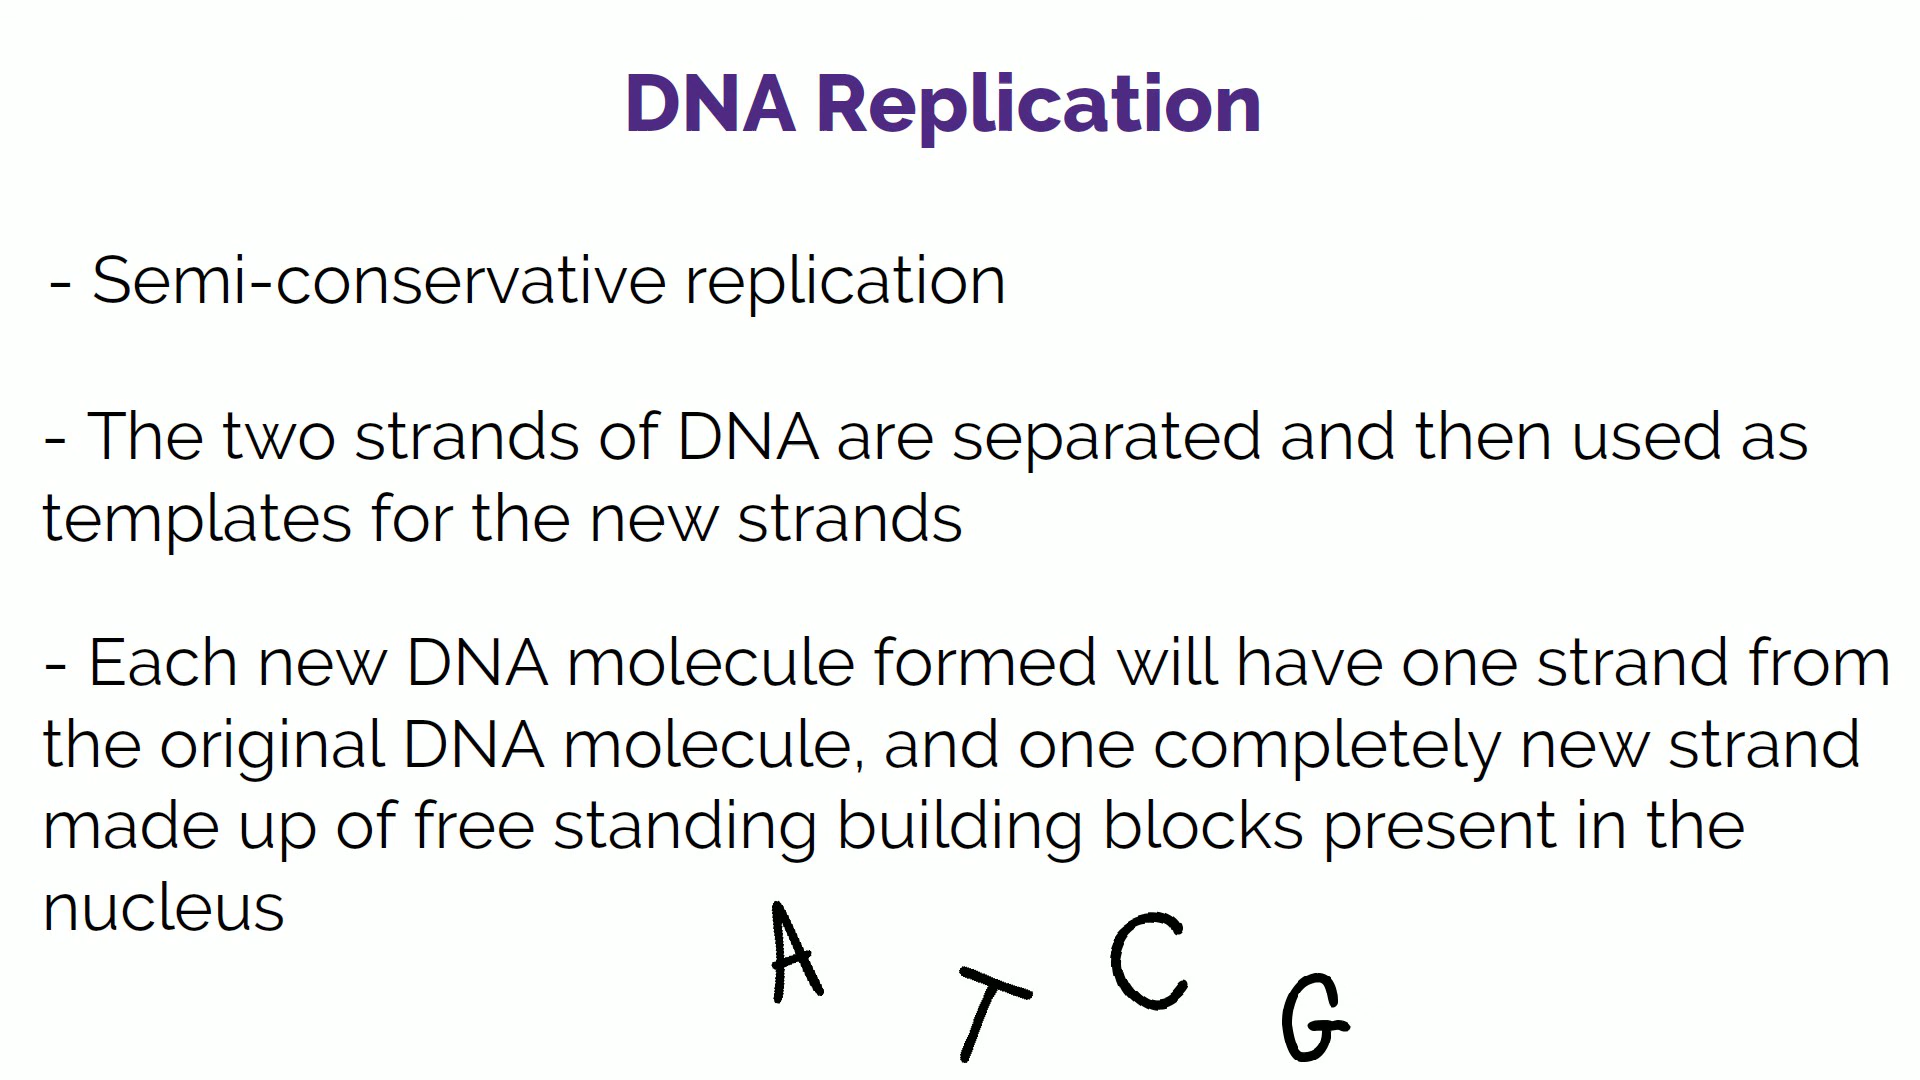 DNA Replication
- Semi-conservative replication
- The two strands of DNA are separated and then used as
templates for the new strands
- Each new DNA molecule formed will have one strand from
the original DNA molecule, and one completely new strand
made up of free standing building blocks present in the
nucleus
A T C G